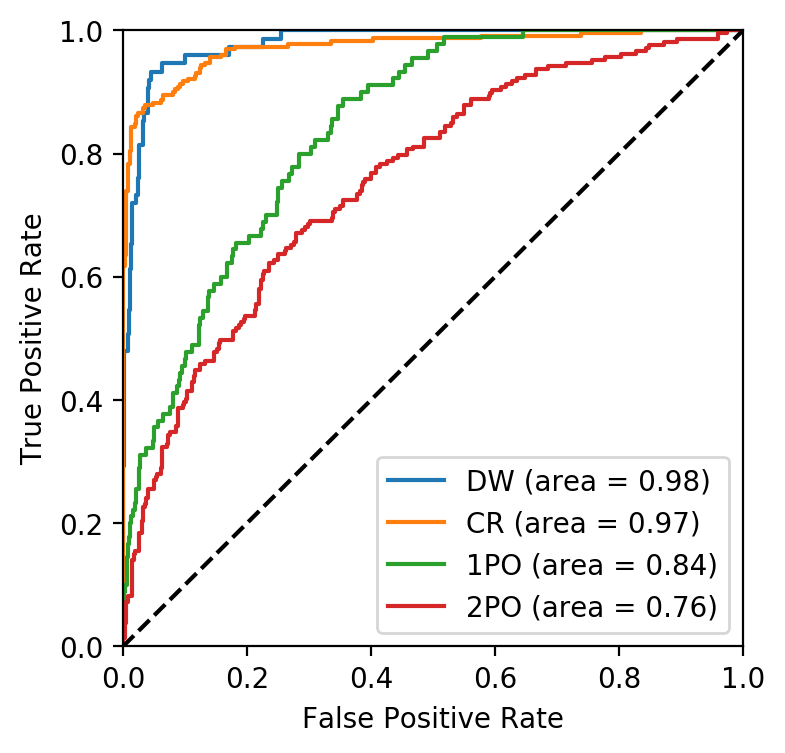 1.0
0.8
0.6
0.4
0.2
0.0
True Positive Rate
DW (area = 0.98)
CR (area = 0.97)
1PO (area = 0.84)
2PO (area = 0.76)
0.0 0.2 0.4 0.6 0.8 1.0
False Positive Rate